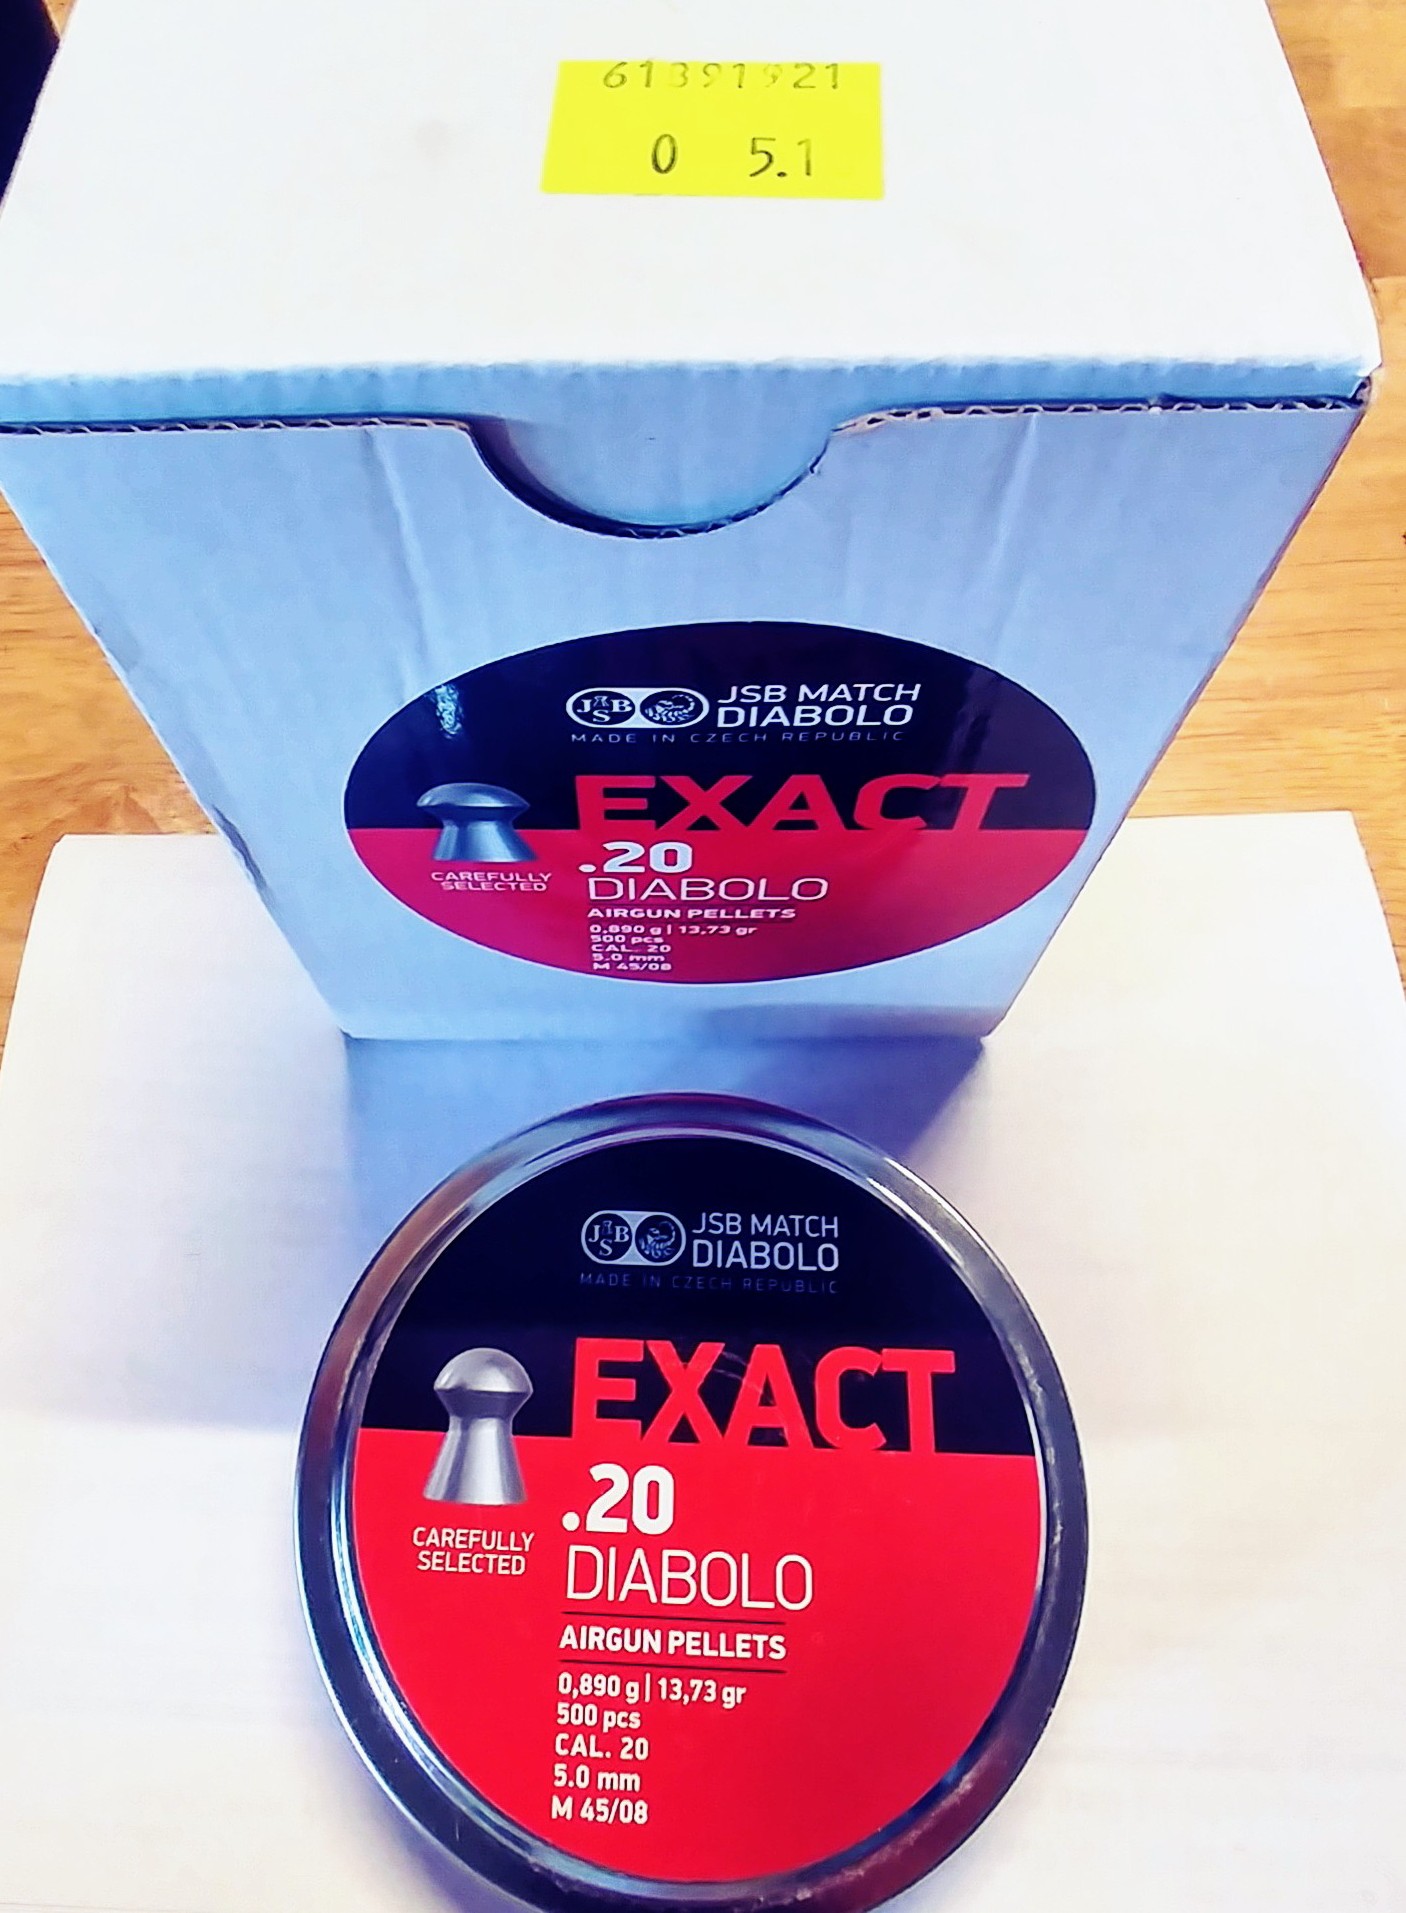 61391921
0 5.1
JSB JSB MATCH
DIABOLO
MADE IN CZECH REPUBLIC
EXACT
.20
DIABOLO
CAREFULLY
SELECTED
AIRGUN PELLETS
0,890 g | 13,73 gr
500 pcs
CAL. 20
5.0 mm
M 45/08
JSB JSB MATCH
DIABOLO
MADE IN CZECH REPUBLIC
EXACT
.20
DIABOLO
CAREFULLY
SELECTED
AIRGUN PELLETS
0,890 g | 13,73 gr
500 pcs
CAL. 20
5.0 mm
M 45/08